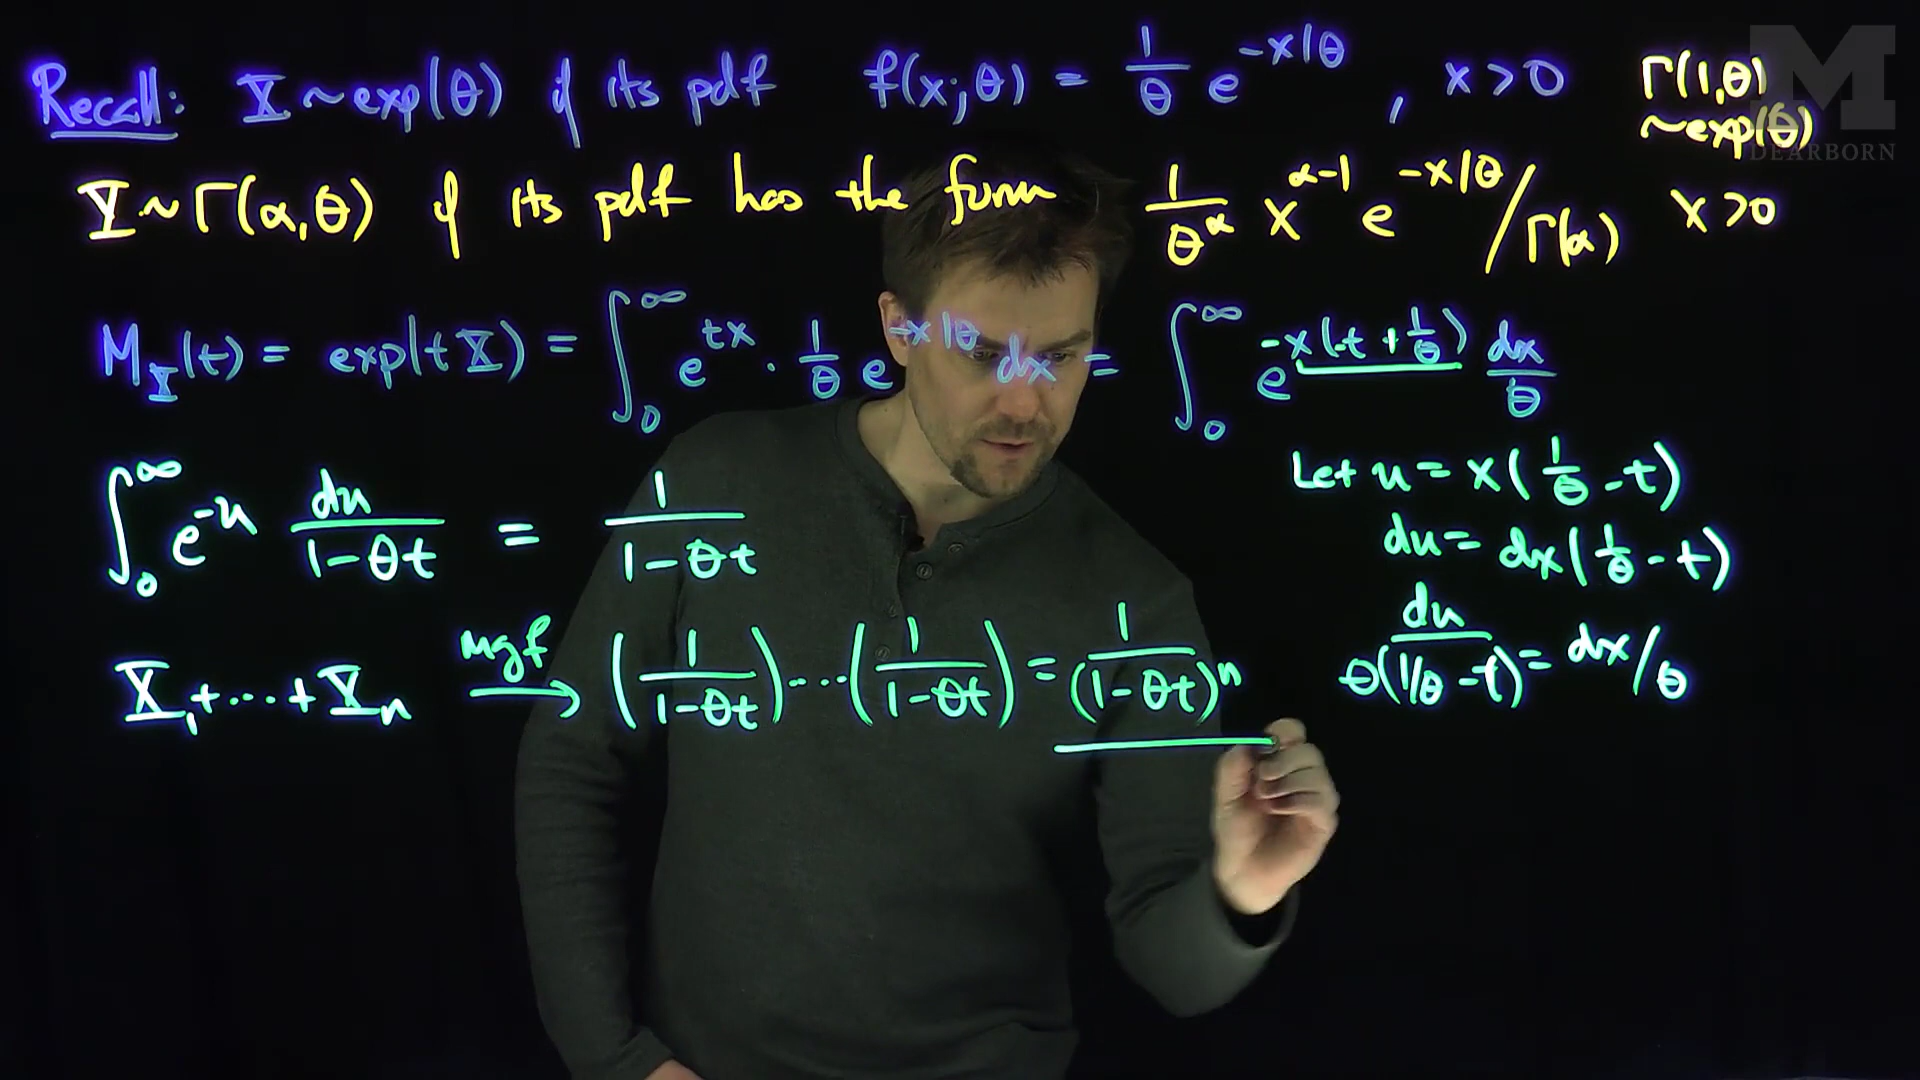 Recall: X ~ exp(θ) if its pdf f(x;θ) = 1/θ e^{-x/θ}, x>0
Γ(1,θ)
~exp(θ)
M
DEARBORN
X ~ Γ(α,θ) if its pdf has the form 1/θ^α x^{α-1} e^{-x/θ} / Γ(α) x>0
M_X(t) = exp(tX) = ∫_0^∞ e^{tx} · 1/θ e^{-x/θ} dx = ∫_0^∞ e^{-x(-t + 1/θ)} dx/θ
Let u = x(1/θ - t)
du = dx(1/θ - t)
du/θ(1/θ - t) = dx/θ
∫_0^∞ e^{-u} du/(1-θt) = 1/(1-θt)
X_1 + ··· + X_n mgf→ (1/(1-θt)) ··· (1/(1-θt)) = 1/(1-θt)^n